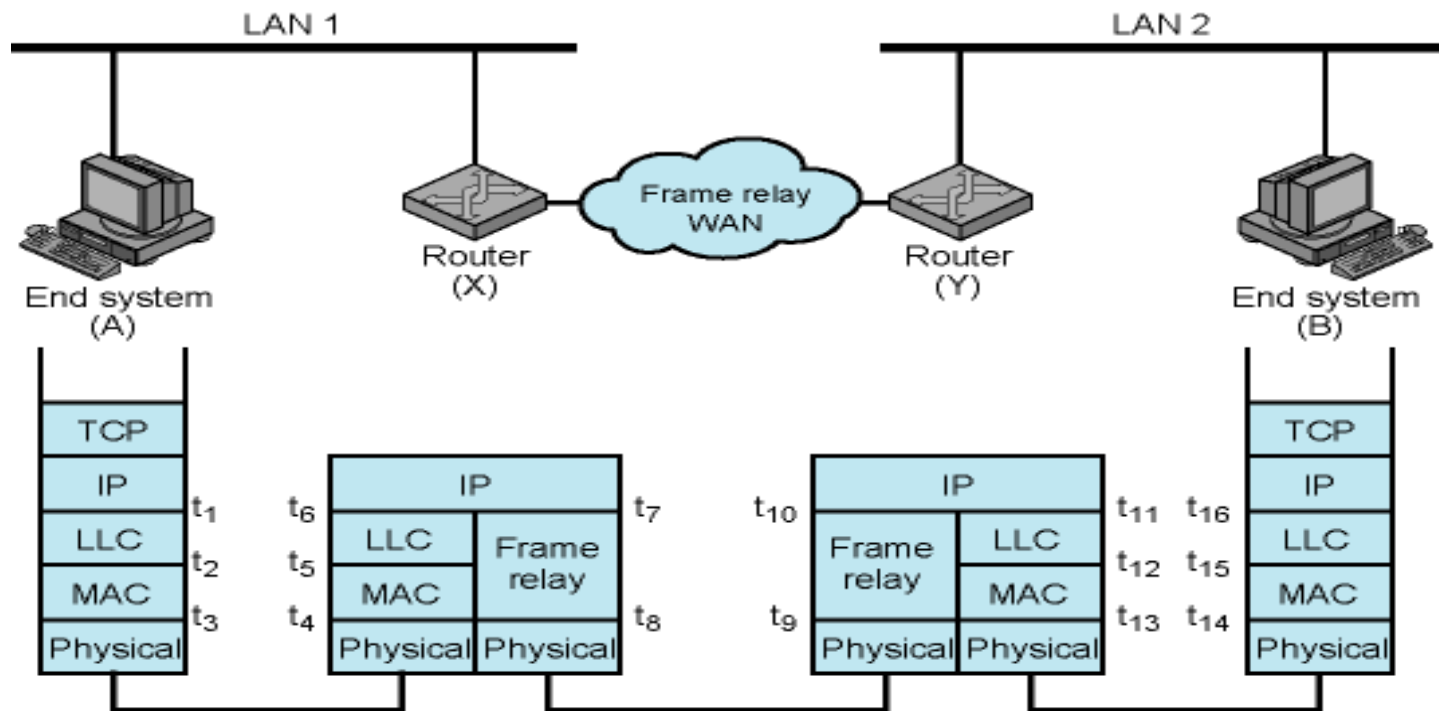 LAN 1
LAN 2
Frame relay
WAN
Router
(X)
Router
(Y)
End system
(A)
End system
(B)
TCP
IP
LLC
MAC
Physical
t1
t2
t3
t6
t5
t4
IP
LLC
MAC
Physical
Frame
relay
Physical
t7
t8
t10
t9
IP
Frame
relay
Physical
LLC
MAC
Physical
t11
t12
t13
t16
t15
t14
TCP
IP
LLC
MAC
Physical